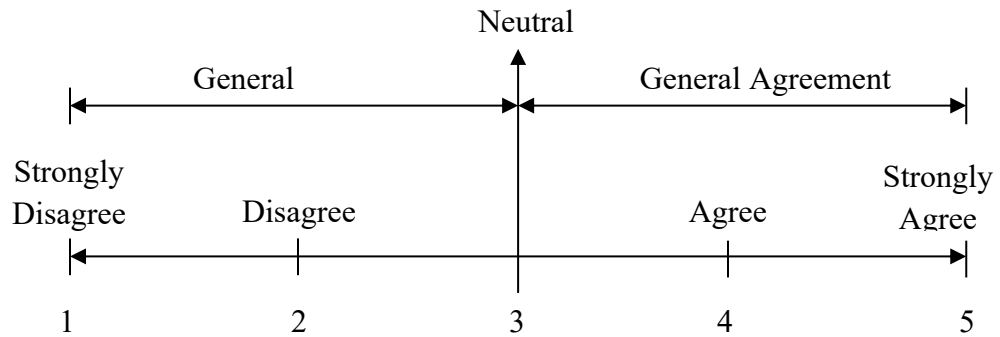 Neutral
General
General Agreement
Strongly
Disagree
Disagree
Agree
Strongly
Agree
1
2
3
4
5